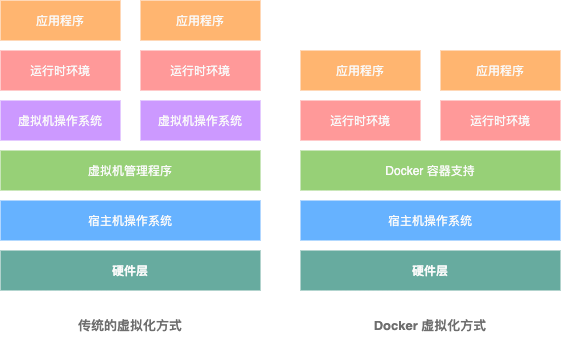 应用程序
应用程序
运行时环境
运行时环境
虚拟机操作系统
虚拟机操作系统
虚拟机管理程序
宿主机操作系统
硬件层
传统的虚拟化方式
应用程序
应用程序
运行时环境
运行时环境
Docker 容器支持
宿主机操作系统
硬件层
Docker 虚拟化方式